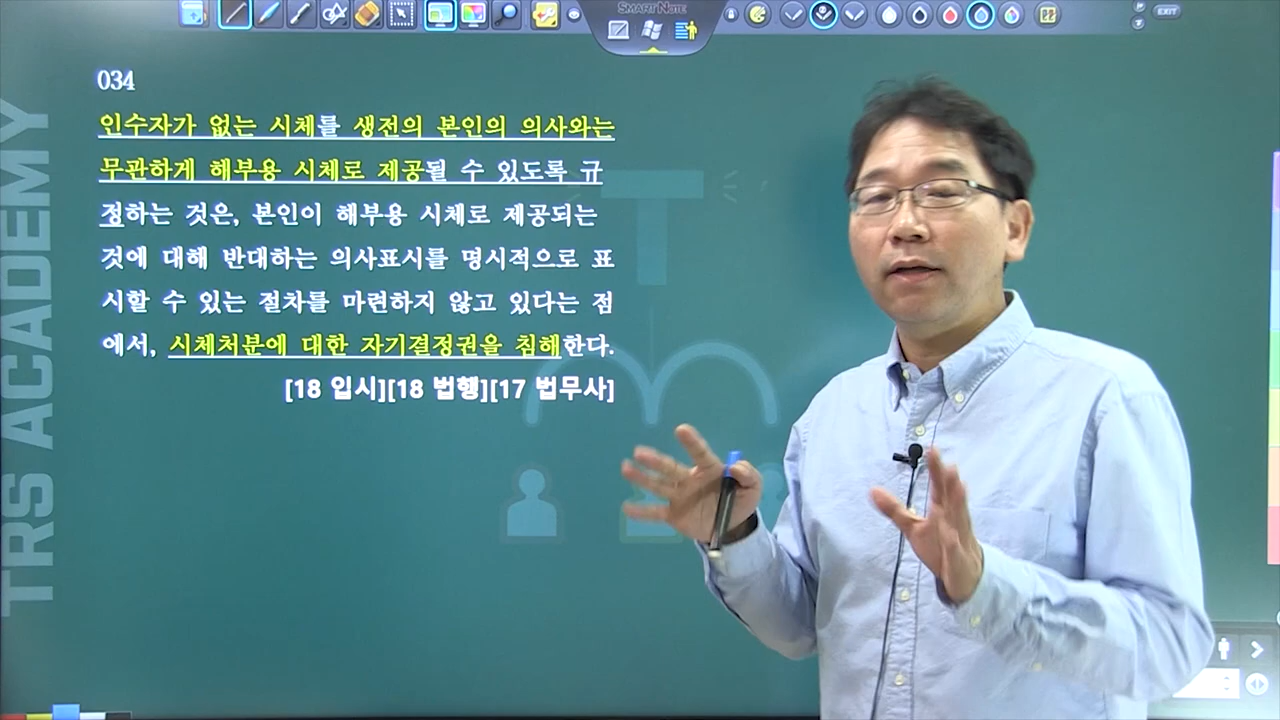 SMART NOTE
EXIT
TRS ACADEMY
034
인수자가 없는 시체를 생전의 본인의 의사와는
무관하게 해부용 시체로 제공될 수 있도록 규
정하는 것은, 본인이 해부용 시체로 제공되는
것에 대해 반대하는 의사표시를 명시적으로 표
시할 수 있는 절차를 마련하지 않고 있다는 점
에서, 시체처분에 대한 자기결정권을 침해한다.
[18 입시][18 법행][17 법무사]